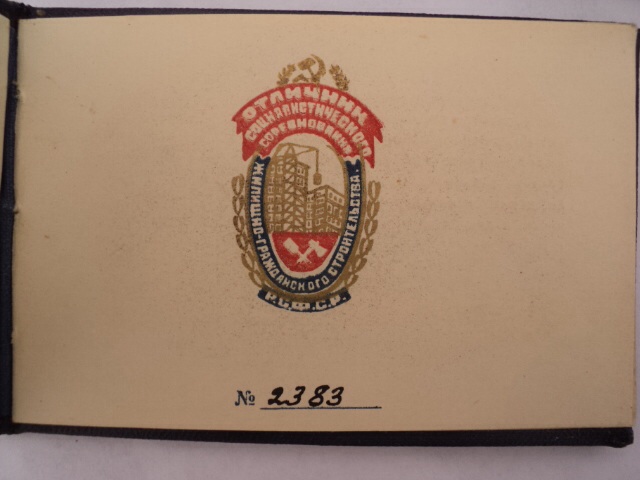 ОТЛИЧНИК
СОЦИАЛИСТИЧЕСКОГО
СОРЕВНОВАНИЯ
ЖИЛИЩНО-ГРАЖДАНСКОГО СТРОИТЕЛЬСТВА.
Р.С.Ф.С.Р.
№ 2383